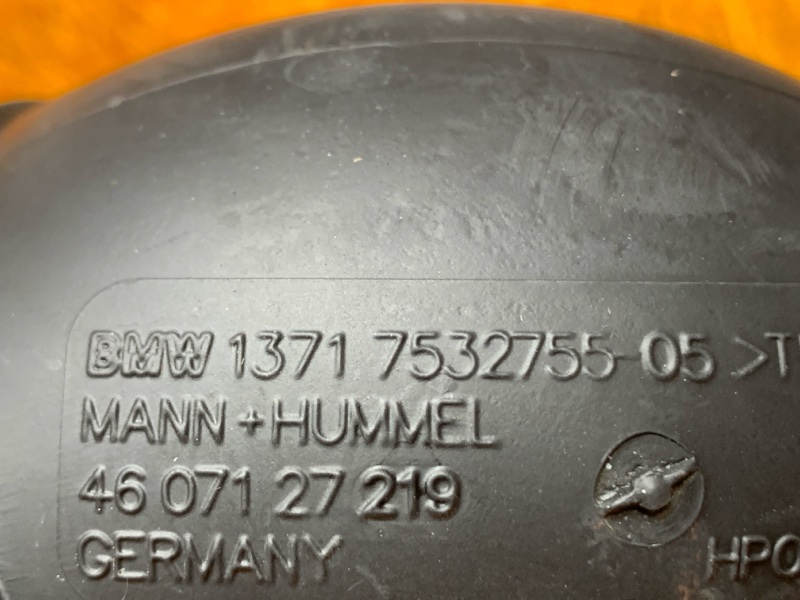 BMW 1371 7532755-05
MANN+HUMMEL
46 071 27 219
GERMANY